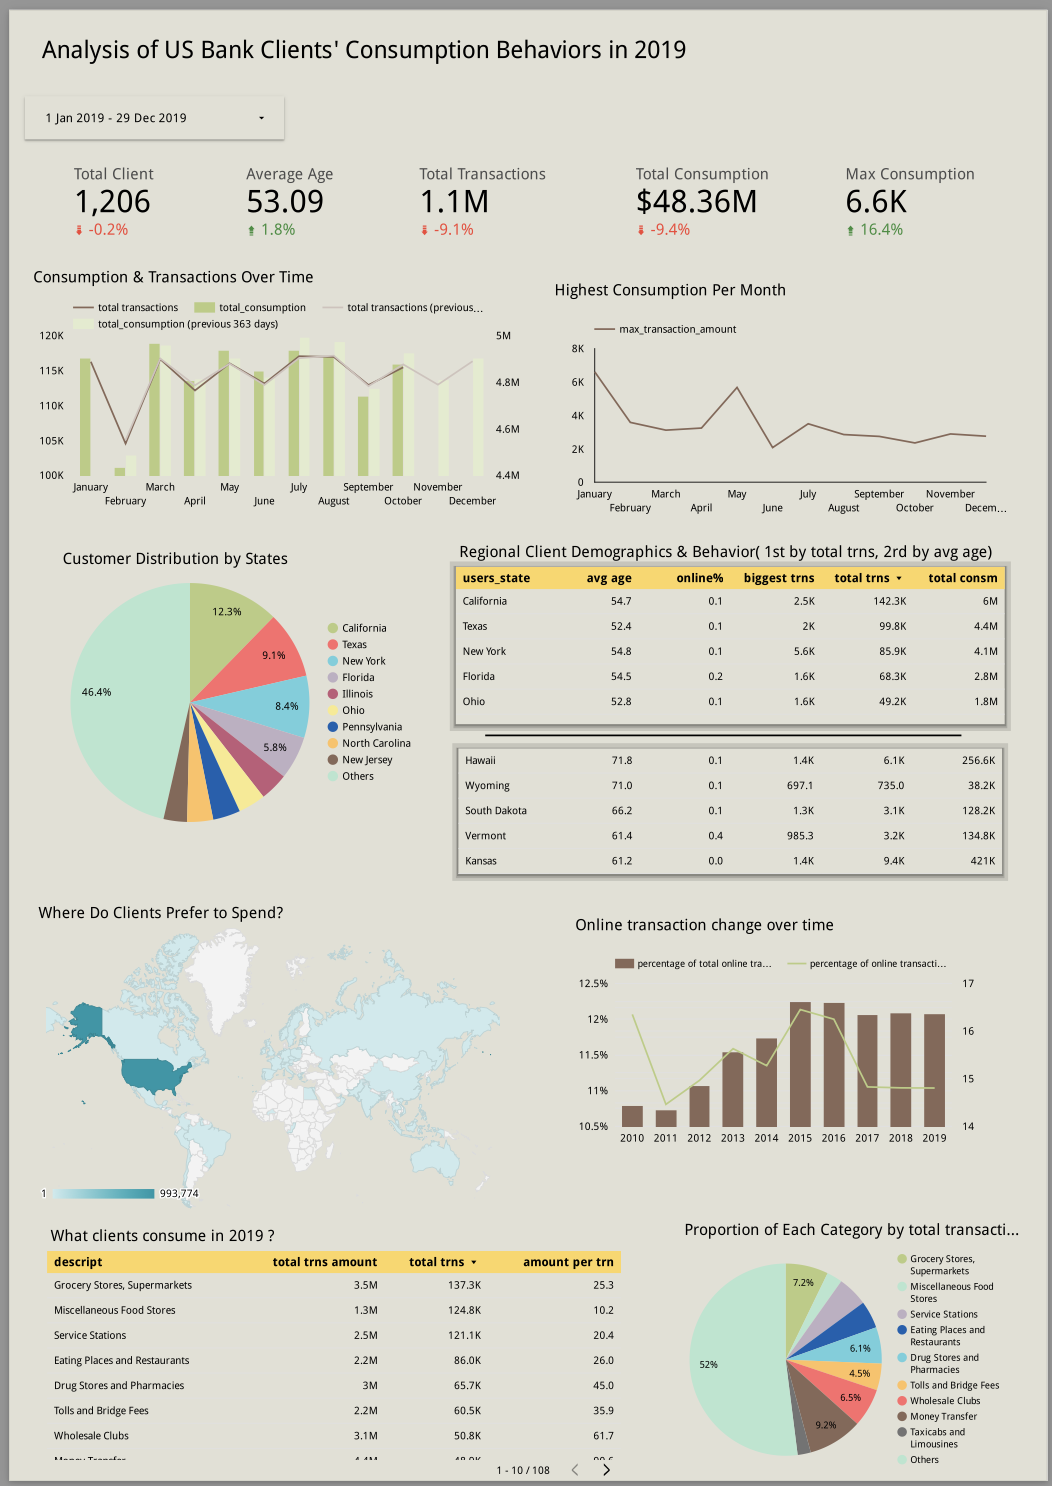 Analysis of US Bank Clients' Consumption Behaviors in 2019
1 Jan 2019 - 29 Dec 2019
Total Client
1,206
-0.2%
Average Age
53.09
1.8%
Total Transactions
1.1M
-9.1%
Total Consumption
$48.36M
-9.4%
Max Consumption
6.6K
16.4%
Consumption & Transactions Over Time
total transactions total_consumption total transactions (previous...
total_consumption (previous 363 days)
120K 5M
115K 4.8M
110K
105K 4.6M
100K 4.4M
January March May July September November
February April June August October December
Highest Consumption Per Month
max_transaction_amount
8K
6K
4K
2K
0
January March May July September November
February April June August October Decem...
Customer Distribution by States
12.3%
9.1%
8.4%
5.8%
46.4%
California
Texas
New York
Florida
Illinois
Ohio
Pennsylvania
North Carolina
New Jersey
Others
Regional Client Demographics & Behavior( 1st by total trns, 2rd by avg age)
users_state avg age online% biggest trns total trns total consm
California 54.7 0.1 2.5K 142.3K 6M
Texas 52.4 0.1 2K 99.8K 4.4M
New York 54.8 0.1 5.6K 85.9K 4.1M
Florida 54.5 0.2 1.6K 68.3K 2.8M
Ohio 52.8 0.1 1.6K 49.2K 1.8M
Hawaii 71.8 0.1 1.4K 6.1K 256.6K
Wyoming 71.0 0.1 697.1 735.0 38.2K
South Dakota 66.2 0.1 1.3K 3.1K 128.2K
Vermont 61.4 0.4 985.3 3.2K 134.8K
Kansas 61.2 0.0 1.4K 9.4K 421K
Where Do Clients Prefer to Spend?
1 993,774
Online transaction change over time
percentage of total online tra... percentage of online transacti...
12.5% 17
12% 16
11.5%
11% 15
10.5% 14
2010 2011 2012 2013 2014 2015 2016 2017 2018 2019
What clients consume in 2019 ?
descript total trns amount total trns amount per trn
Grocery Stores, Supermarkets 3.5M 137.3K 25.3
Miscellaneous Food Stores 1.3M 124.8K 10.2
Service Stations 2.5M 121.1K 20.4
Eating Places and Restaurants 2.2M 86.0K 26.0
Drug Stores and Pharmacies 3M 65.7K 45.0
Tolls and Bridge Fees 2.2M 60.5K 35.9
Wholesale Clubs 3.1M 50.8K 61.7
Money Transfer
1 - 10 / 108
Proportion of Each Category by total transacti...
7.2%
6.1%
4.5%
6.5%
9.2%
52%
Grocery Stores,
Supermarkets
Miscellaneous Food
Stores
Service Stations
Eating Places and
Restaurants
Drug Stores and
Pharmacies
Tolls and Bridge Fees
Wholesale Clubs
Money Transfer
Taxicabs and
Limousines
Others